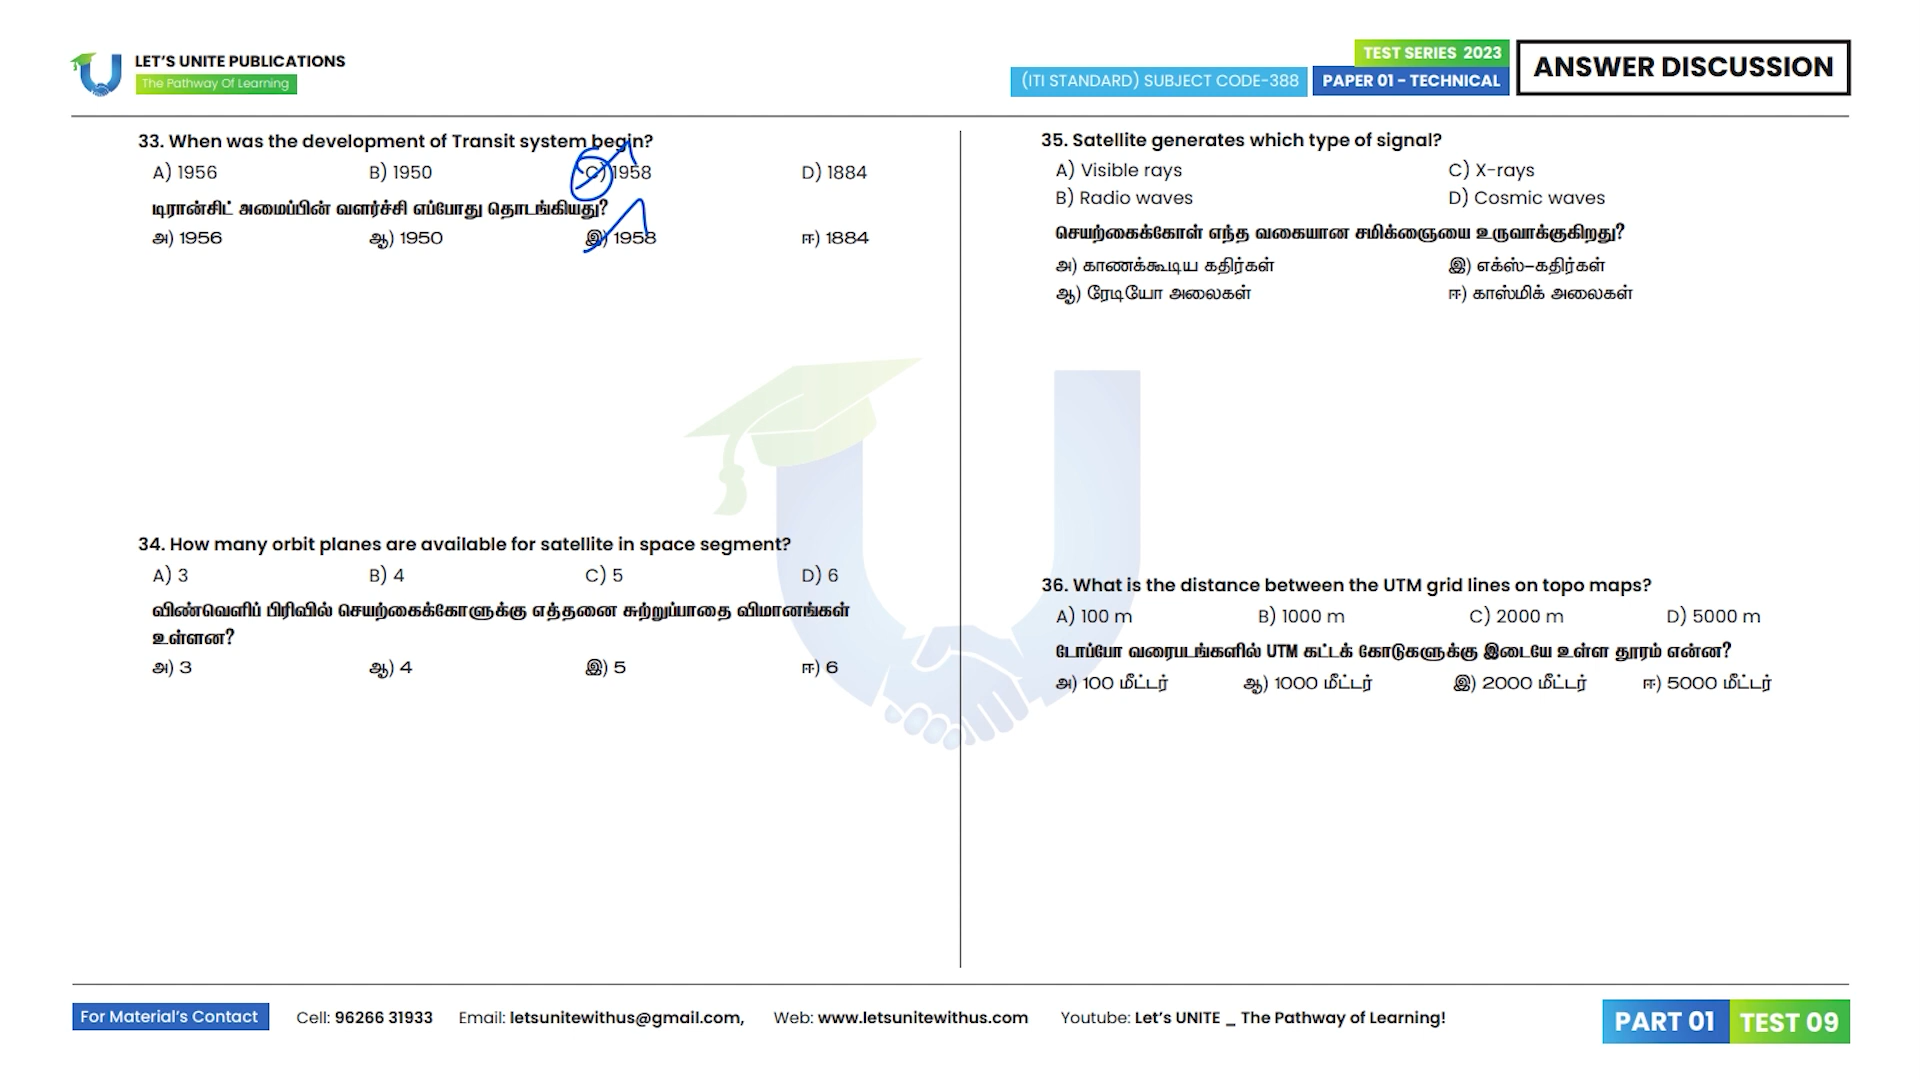 LET'S UNITE PUBLICATIONS
The Pathway Of Learning
TEST SERIES 2023
(ITI STANDARD) SUBJECT CODE-388
PAPER 01 - TECHNICAL
ANSWER DISCUSSION
33. When was the development of Transit system begin?
A) 1956 B) 1950 C) 1958 D) 1884
டிரான்சிட் அமைப்பின் வளர்ச்சி எப்போது தொடங்கியது?
அ) 1956 ஆ) 1950 இ) 1958 ஈ) 1884
34. How many orbit planes are available for satellite in space segment?
A) 3 B) 4 C) 5 D) 6
விண்வெளிப் பிரிவில் செயற்கைக்கோளுக்கு எத்தனை சுற்றுப்பாதை விமானங்கள்
உள்ளன?
அ) 3 ஆ) 4 இ) 5 ஈ) 6
35. Satellite generates which type of signal?
A) Visible rays C) X-rays
B) Radio waves D) Cosmic waves
செயற்கைக்கோள் எந்த வகையான சமிக்ஞையை உருவாக்குகிறது?
அ) காணக்கூடிய கதிர்கள் இ) எக்ஸ்-கதிர்கள்
ஆ) ரேடியோ அலைகள் ஈ) காஸ்மிக் அலைகள்
36. What is the distance between the UTM grid lines on topo maps?
A) 100 m B) 1000 m C) 2000 m D) 5000 m
டோப்போ வரைபடங்களில் UTM கட்டக் கோடுகளுக்கு இடையே உள்ள தூரம் என்ன?
அ) 100 மீட்டர் ஆ) 1000 மீட்டர் இ) 2000 மீட்டர் ஈ) 5000 மீட்டர்
For Material's Contact Cell: 96266 31933 Email: letsunitewithus@gmail.com, Web: www.letsunitewithus.com Youtube: Let's UNITE _ The Pathway of Learning!
PART 01 TEST 09